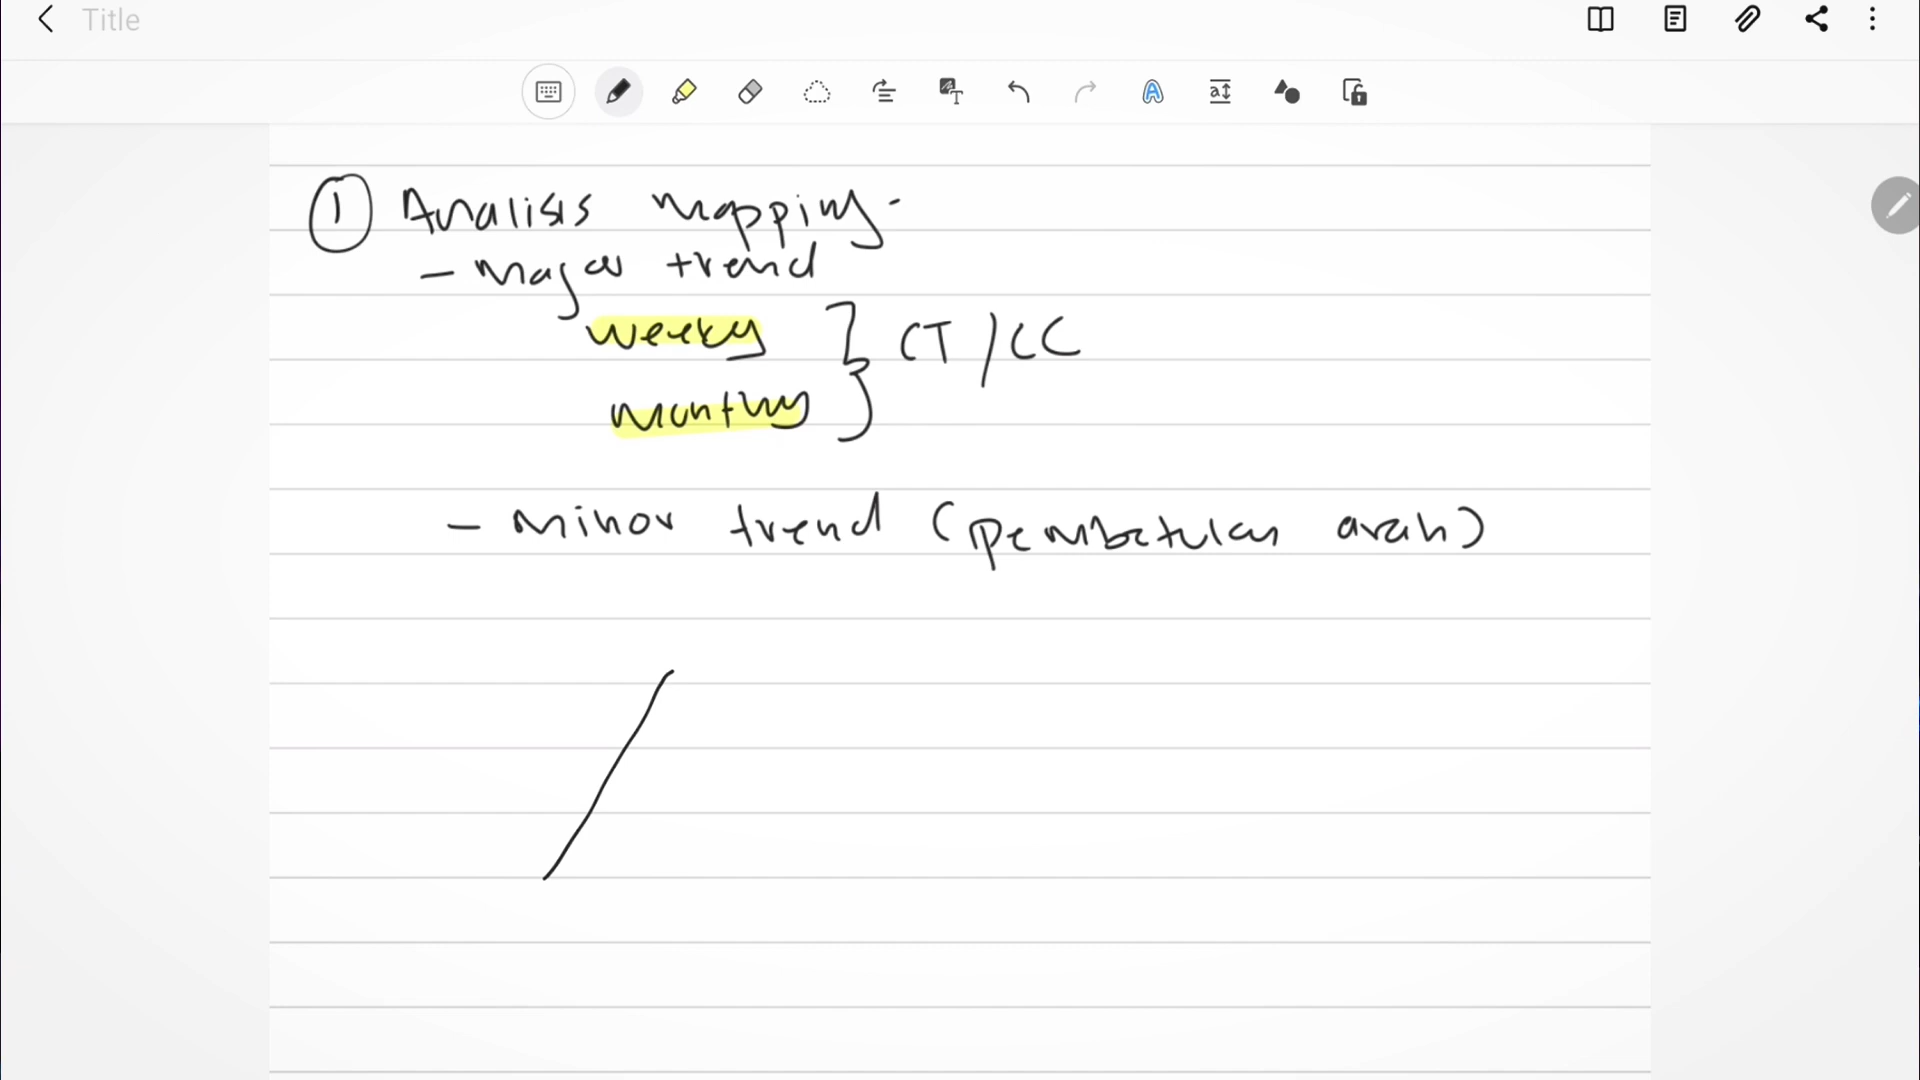 Title
① Analisis mapping.
- Major trend
weekly
} CT / CC
monthly
- Minor trend (pembetulan arah)